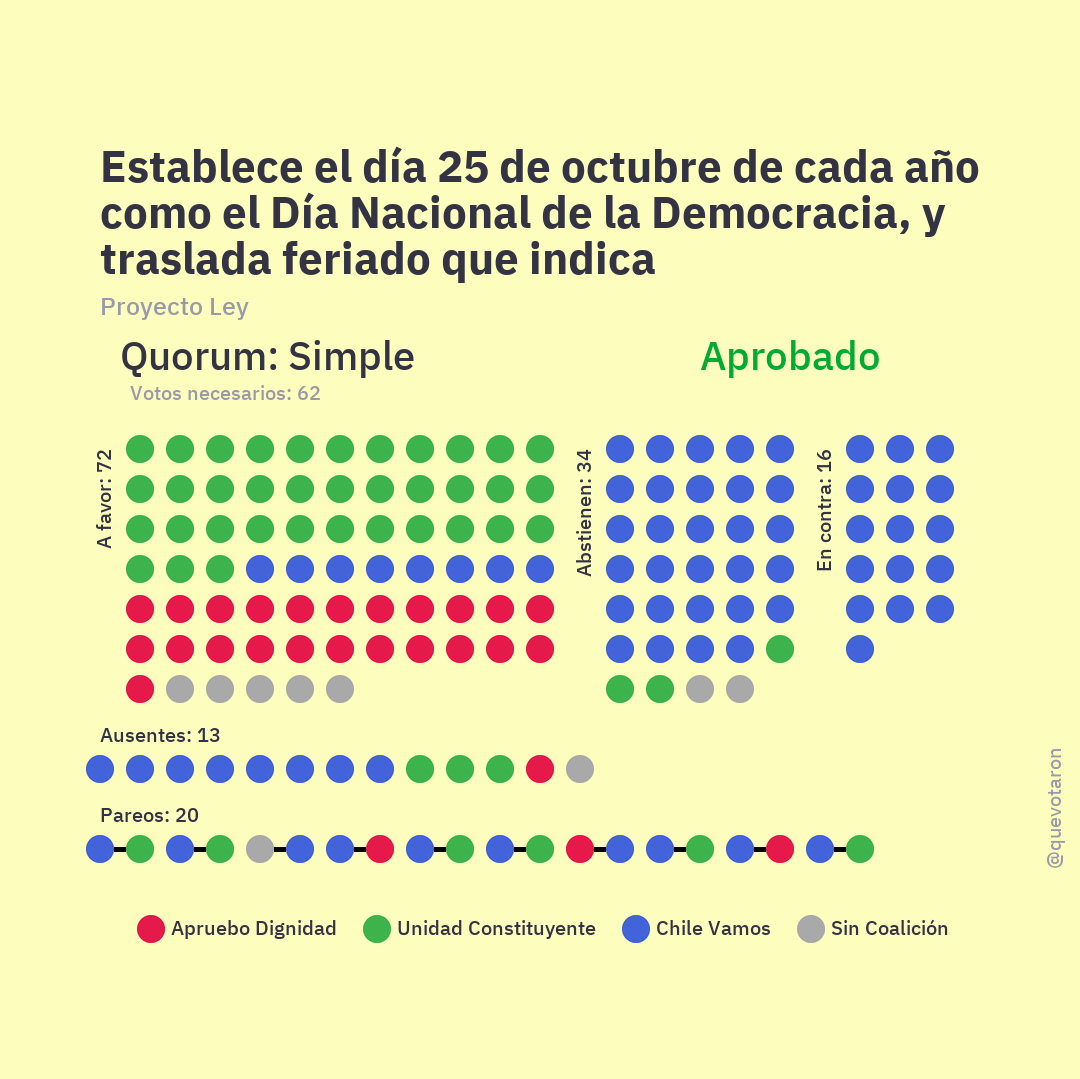 Establece el día 25 de octubre de cada año
como el Día Nacional de la Democracia, y
traslada feriado que indica
Proyecto Ley
Quorum: Simple
Aprobado
Votos necesarios: 62
A favor: 72
Abstienen: 34
En contra: 16
Ausentes: 13
Pareos: 20
@quevotaron
Apruebo Dignidad
Unidad Constituyente
Chile Vamos
Sin Coalición